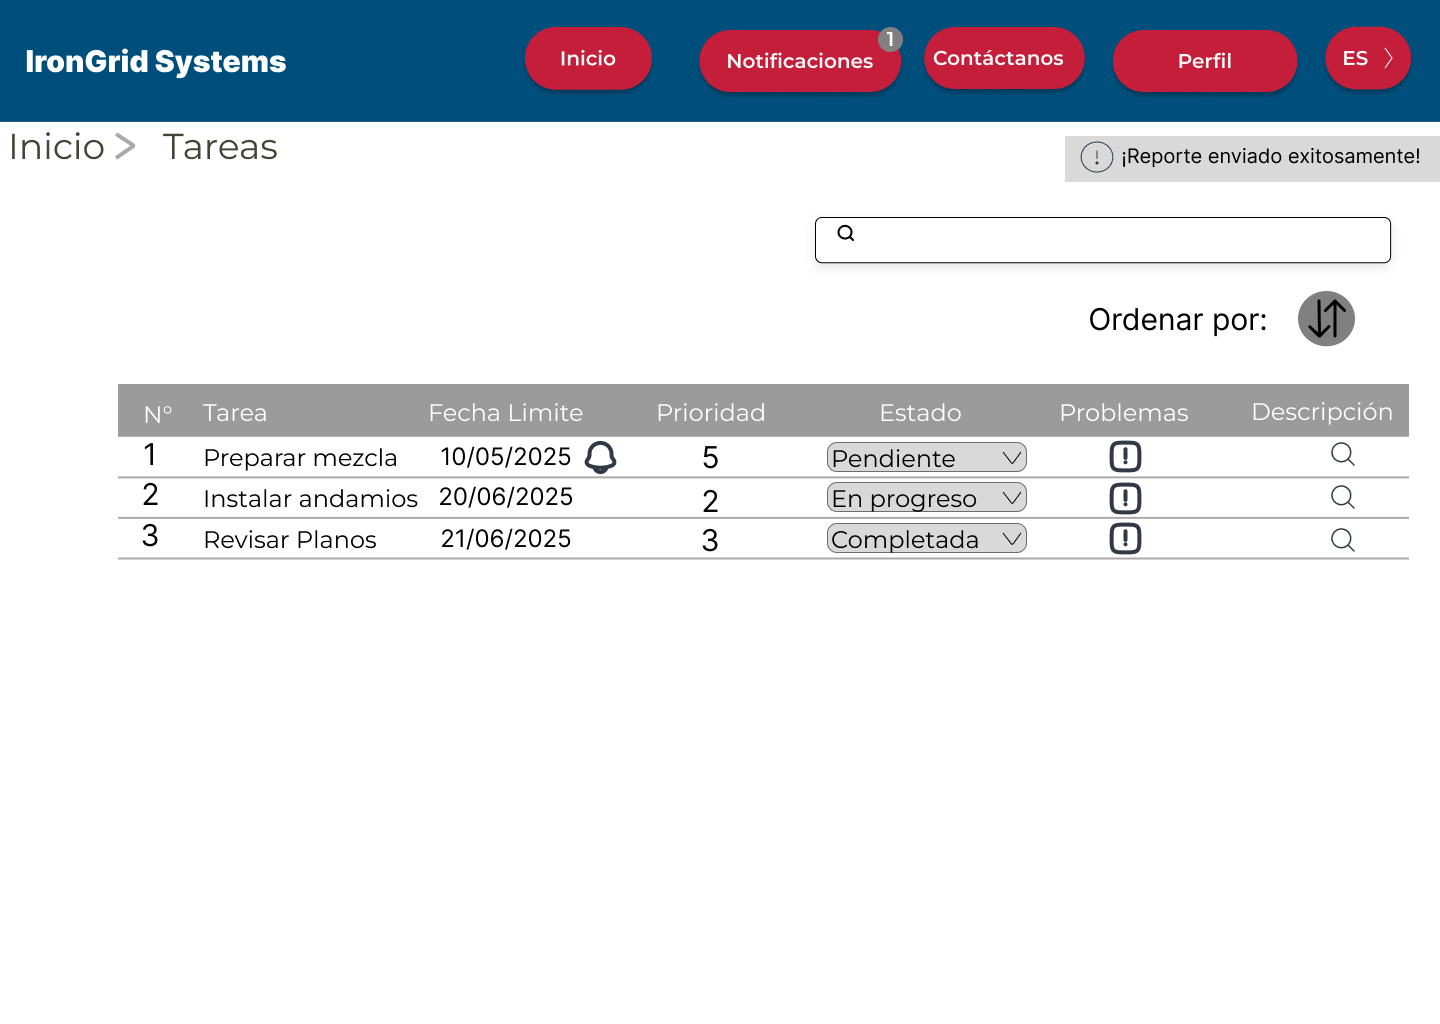 IronGrid Systems
Inicio
Notificaciones
1
Contáctanos
Perfil
ES
Inicio > Tareas
¡Reporte enviado exitosamente!
Ordenar por:
N° Tarea Fecha Limite Prioridad Estado Problemas Descripción
1 Preparar mezcla 10/05/2025 5 Pendiente
2 Instalar andamios 20/06/2025 2 En progreso
3 Revisar Planos 21/06/2025 3 Completada